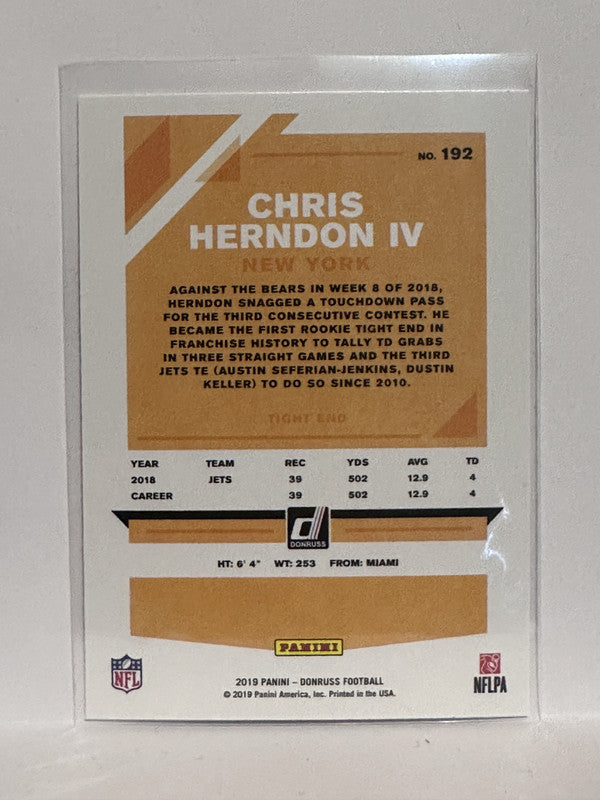 NO. 192
CHRIS
HERNDON IV
NEW YORK
AGAINST THE BEARS IN WEEK 8 OF 2018,
HERNDON SNAGGED A TOUCHDOWN PASS
FOR THE THIRD CONSECUTIVE CONTEST. HE
BECAME THE FIRST ROOKIE TIGHT END IN
FRANCHISE HISTORY TO TALLY TD GRABS
IN THREE STRAIGHT GAMES AND THE THIRD
JETS TE (AUSTIN SEFERIAN-JENKINS, DUSTIN
KELLER) TO DO SO SINCE 2010.
TIGHT END
YEAR TEAM REC YDS AVG TD
2018 JETS 39 502 12.9 4
CAREER 39 502 12.9 4
d
DONRUSS
HT: 6' 4" WT: 253 FROM: MIAMI
PANINI
NFL
2019 PANINI – DONRUSS FOOTBALL
© 2019 Panini America, Inc. Printed in the USA.
NFLPA